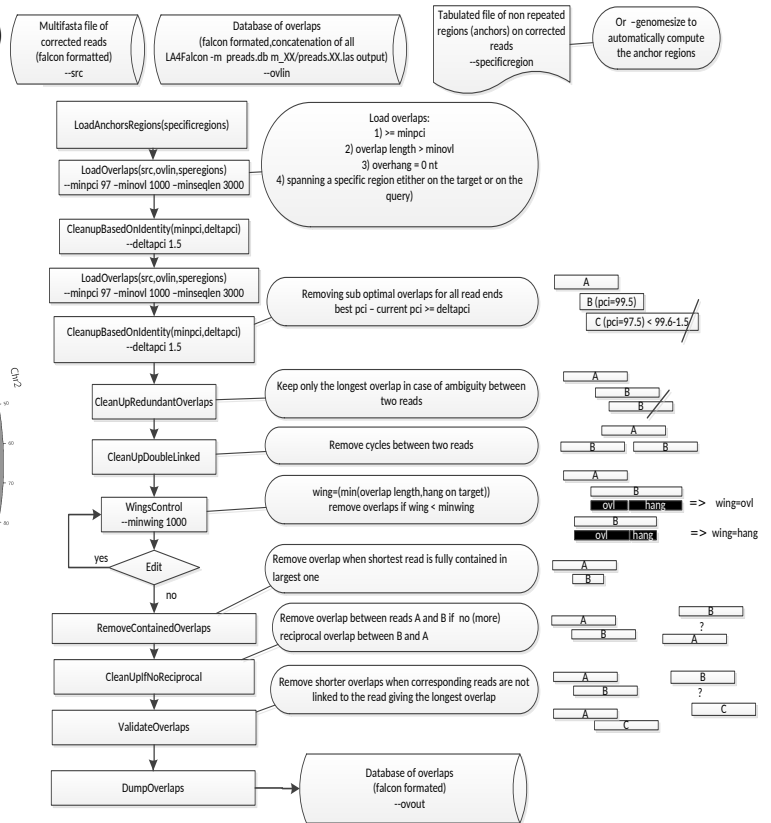 Multifasta file of
corrected reads
(falcon formatted)
--src
Database of overlaps
(falcon formated,concatenation of all
LA4Falcon -m preads.db m_XX/preads.XX.las output)
--ovlin
Tabulated file of non repeated
regions (anchors) on corrected
reads
--specificregion
Or –genomesize to
automatically compute
the anchor regions
LoadAnchorsRegions(specificregions)
LoadOverlaps(src,ovlin,speregions)
--minpci 97 –minovl 1000 –minseqlen 3000
Load overlaps:
1) >= minpci
2) overlap length > minovl
3) overhang = 0 nt
4) spanning a specific region etither on the target or on the
query)
CleanupBasedOnIdentity(minpci,deltapci)
--deltapci 1.5
LoadOverlaps(src,ovlin,speregions)
--minpci 97 –minovl 1000 –minseqlen 3000
CleanupBasedOnIdentity(minpci,deltapci)
--deltapci 1.5
Removing sub optimal overlaps for all read ends
best pci – current pci >= deltapci
A
B (pci=99.5)
C (pci=97.5) < 99.6-1.5
Chr2
50
60
70
80
CleanUpRedundantOverlaps
Keep only the longest overlap in case of ambiguity between
two reads
A
B
B
CleanUpDoubleLinked
Remove cycles between two reads
A
B B
WingsControl
--minwing 1000
wing=(min(overlap length,hang on target))
remove overlaps if wing < minwing
A
B
ovl hang => wing=ovl
B
ovl hang => wing=hang
yes
Edit
no
Remove overlap when shortest read is fully contained in
largest one
A
B
RemoveContainedOverlaps
Remove overlap between reads A and B if no (more)
reciprocal overlap between B and A
A
B
B
?
A
CleanUpIfNoReciprocal
Remove shorter overlaps when corresponding reads are not
linked to the read giving the longest overlap
A
B
A
C
B
?
C
ValidateOverlaps
DumpOverlaps
Database of overlaps
(falcon formated)
--ovout